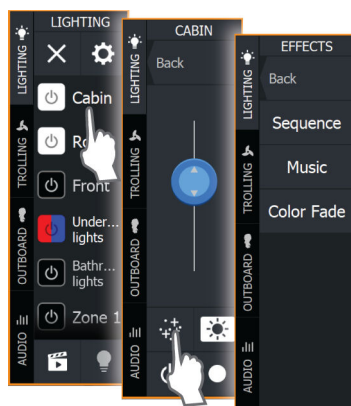 LIGHTING
LIGHTING
TROLLING
OUTBOARD
AUDIO
Cabin
Front
Under...
lights
Bathr...
lights
Zone 1
CABIN
LIGHTING
TROLLING
OUTBOARD
AUDIO
Back
EFFECTS
LIGHTING
TROLLING
OUTBOARD
AUDIO
Back
Sequence
Music
Color Fade